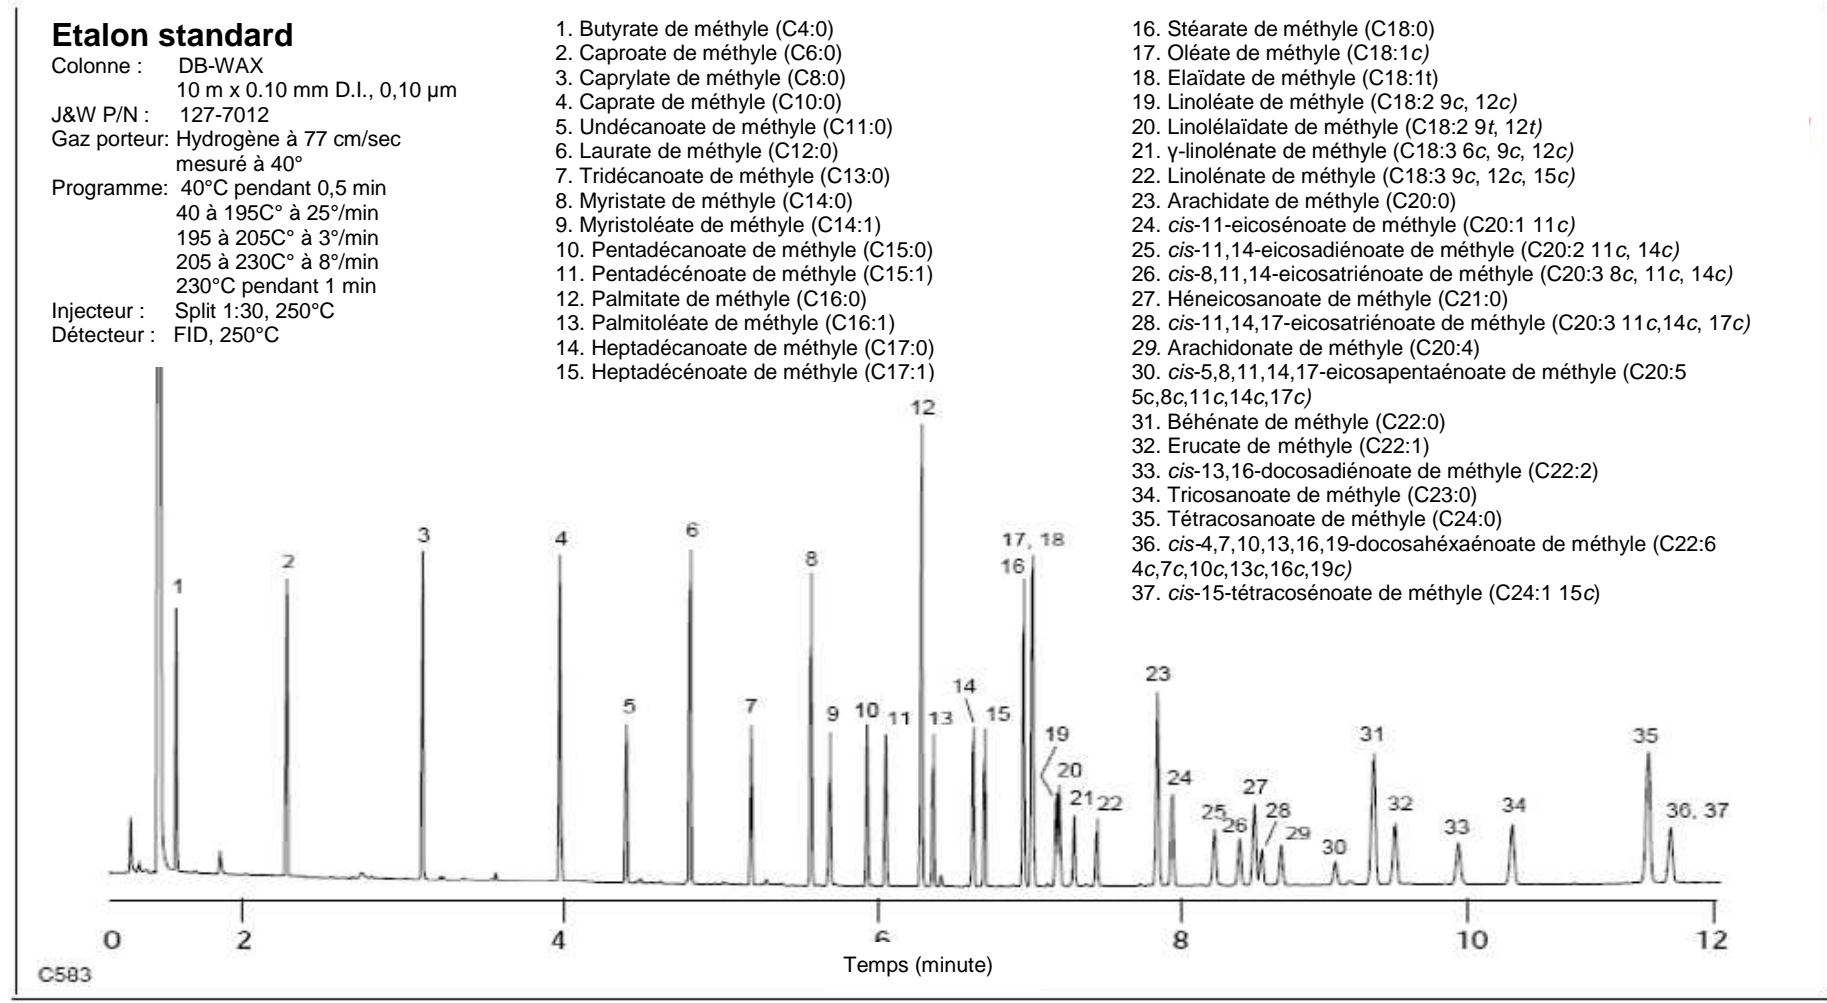 Etalon standard
Colonne : DB-WAX
10 m x 0.10 mm D.I., 0,10 µm
J&W P/N : 127-7012
Gaz porteur: Hydrogène à 77 cm/sec
mesuré à 40°
Programme: 40°C pendant 0,5 min
40 à 195C° à 25°/min
195 à 205C° à 3°/min
205 à 230C° à 8°/min
230°C pendant 1 min
Injecteur : Split 1:30, 250°C
Détecteur : FID, 250°C
1. Butyrate de méthyle (C4:0)
2. Caproate de méthyle (C6:0)
3. Caprylate de méthyle (C8:0)
4. Caprate de méthyle (C10:0)
5. Undécanoate de méthyle (C11:0)
6. Laurate de méthyle (C12:0)
7. Tridécanoate de méthyle (C13:0)
8. Myristate de méthyle (C14:0)
9. Myristoléate de méthyle (C14:1)
10. Pentadécanoate de méthyle (C15:0)
11. Pentadécénoate de méthyle (C15:1)
12. Palmitate de méthyle (C16:0)
13. Palmitoléate de méthyle (C16:1)
14. Heptadécanoate de méthyle (C17:0)
15. Heptadécénoate de méthyle (C17:1)
16. Stéarate de méthyle (C18:0)
17. Oléate de méthyle (C18:1c)
18. Elaïdate de méthyle (C18:1t)
19. Linoléate de méthyle (C18:2 9c, 12c)
20. Linolélaïdate de méthyle (C18:2 9t, 12t)
21. γ-linolénate de méthyle (C18:3 6c, 9c, 12c)
22. Linolénate de méthyle (C18:3 9c, 12c, 15c)
23. Arachidate de méthyle (C20:0)
24. cis-11-eicosénoate de méthyle (C20:1 11c)
25. cis-11,14-eicosadiénoate de méthyle (C20:2 11c, 14c)
26. cis-8,11,14-eicosatriénoate de méthyle (C20:3 8c, 11c, 14c)
27. Héneicosanoate de méthyle (C21:0)
28. cis-11,14,17-eicosatriénoate de méthyle (C20:3 11c,14c, 17c)
29. Arachidonate de méthyle (C20:4)
30. cis-5,8,11,14,17-eicosapentaénoate de méthyle (C20:5
5c,8c,11c,14c,17c)
31. Béhénate de méthyle (C22:0)
32. Erucate de méthyle (C22:1)
33. cis-13,16-docosadiénoate de méthyle (C22:2)
34. Tricosanoate de méthyle (C23:0)
35. Tétracosanoate de méthyle (C24:0)
36. cis-4,7,10,13,16,19-docosahéxaénoate de méthyle (C22:6
4c,7c,10c,13c,16c,19c)
37. cis-15-tétracosénoate de méthyle (C24:1 15c)
1
2
3
4
5
6
7
8
9
10
11
12
13
14
15
16
17, 18
19
20
21
22
23
24
25
26
27
28
29
30
31
32
33
34
35
36, 37
0 2 4 6 8 10 12
Temps (minute)
C583